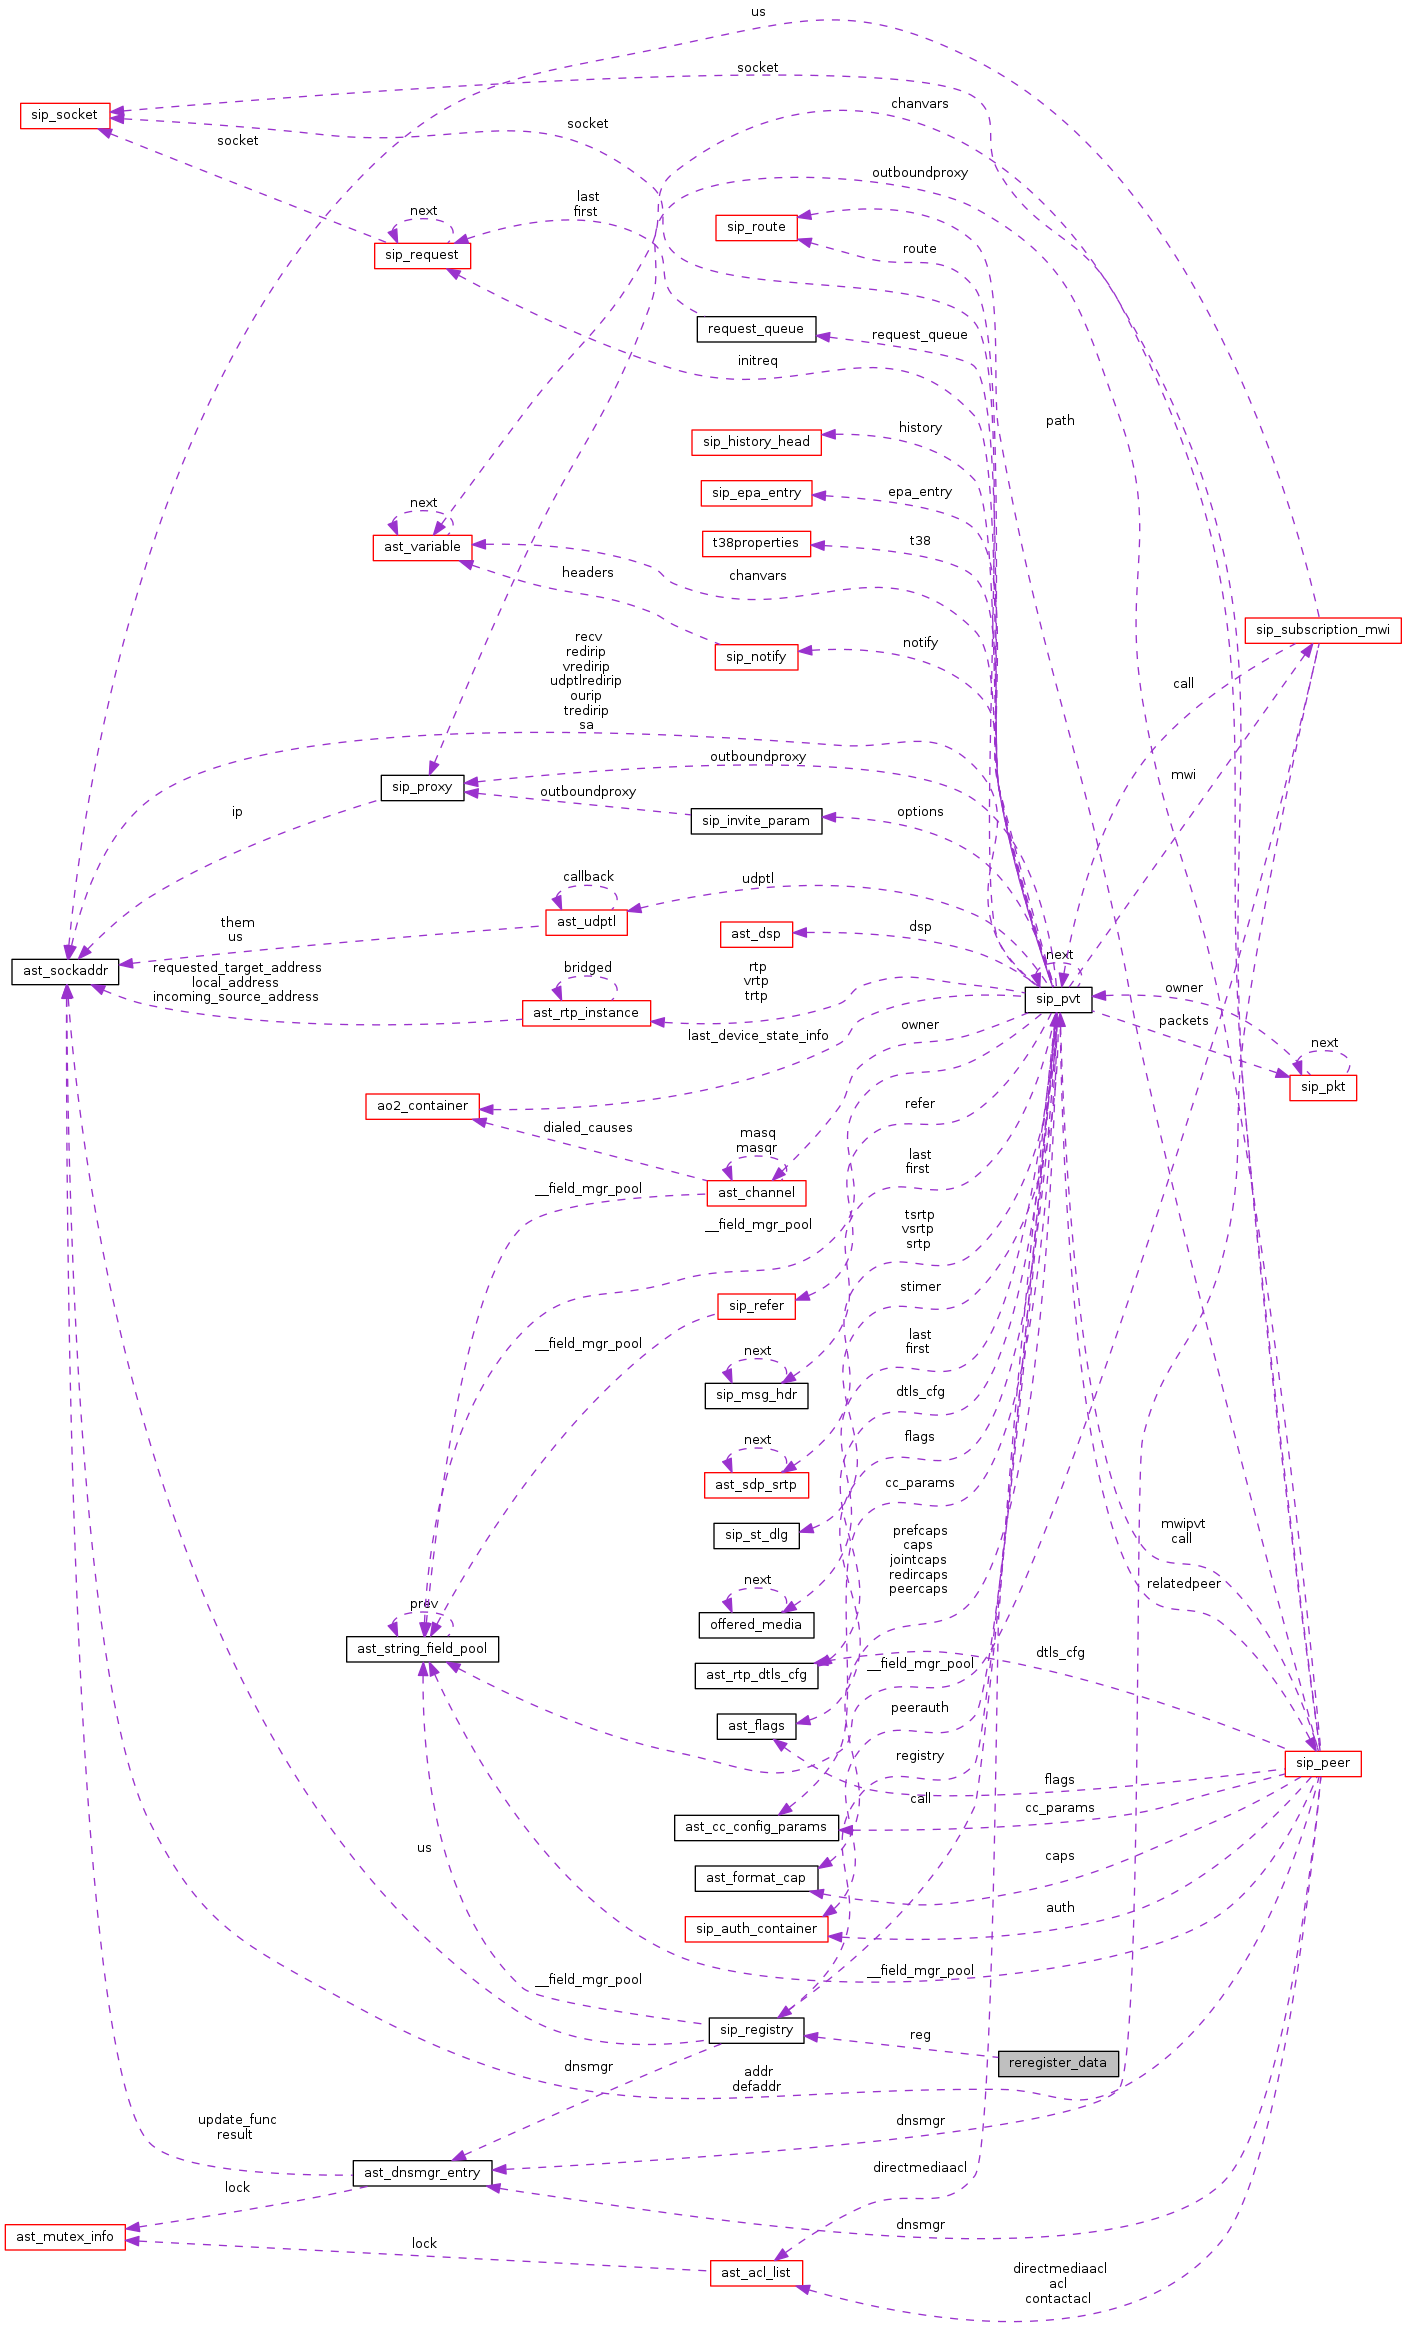 us
socket
chanvars
sip_socket
socket
socket
outboundproxy
last
first
next
sip_route
route
sip_request
request_queue
request_queue
initreq
path
history
sip_history_head
epa_entry
sip_epa_entry
next
t38
t38properties
ast_variable
headers
chanvars
sip_subscription_mwi
recv
redirip
vredirip
udptlredirip
ourip
tredirip
sa
notify
sip_notify
call
outboundproxy
mwi
sip_proxy
outboundproxy
ip
options
sip_invite_param
callback
udptl
them
us
ast_udptl
dsp
ast_dsp
next
ast_sockaddr
requested_target_address
local_address
incoming_source_address
bridged
rtp
vrtp
trtp
owner
sip_pvt
ast_rtp_instance
packets
last_device_state_info
owner
next
sip_pkt
ao2_container
refer
dialed_causes
masq
masqr
last
first
__field_mgr_pool
ast_channel
__field_mgr_pool
tsrtp
vsrtp
srtp
stimer
sip_refer
__field_mgr_pool
last
first
next
sip_msg_hdr
dtls_cfg
next
flags
ast_sdp_srtp
cc_params
sip_st_dlg
prefcaps
caps
jointcaps
redircaps
peercaps
mwipvt
call
next
relatedpeer
prev
offered_media
ast_string_field_pool
dtls_cfg
__field_mgr_pool
ast_rtp_dtls_cfg
peerauth
ast_flags
registry
sip_peer
flags
call
cc_params
ast_cc_config_params
us
caps
ast_format_cap
auth
sip_auth_container
__field_mgr_pool
__field_mgr_pool
sip_registry
reg
reregister_data
dnsmgr
addr
defaddr
update_func
result
dnsmgr
ast_dnsmgr_entry
directmediaacl
lock
dnsmgr
ast_mutex_info
lock
ast_acl_list
directmediaacl
acl
contactacl